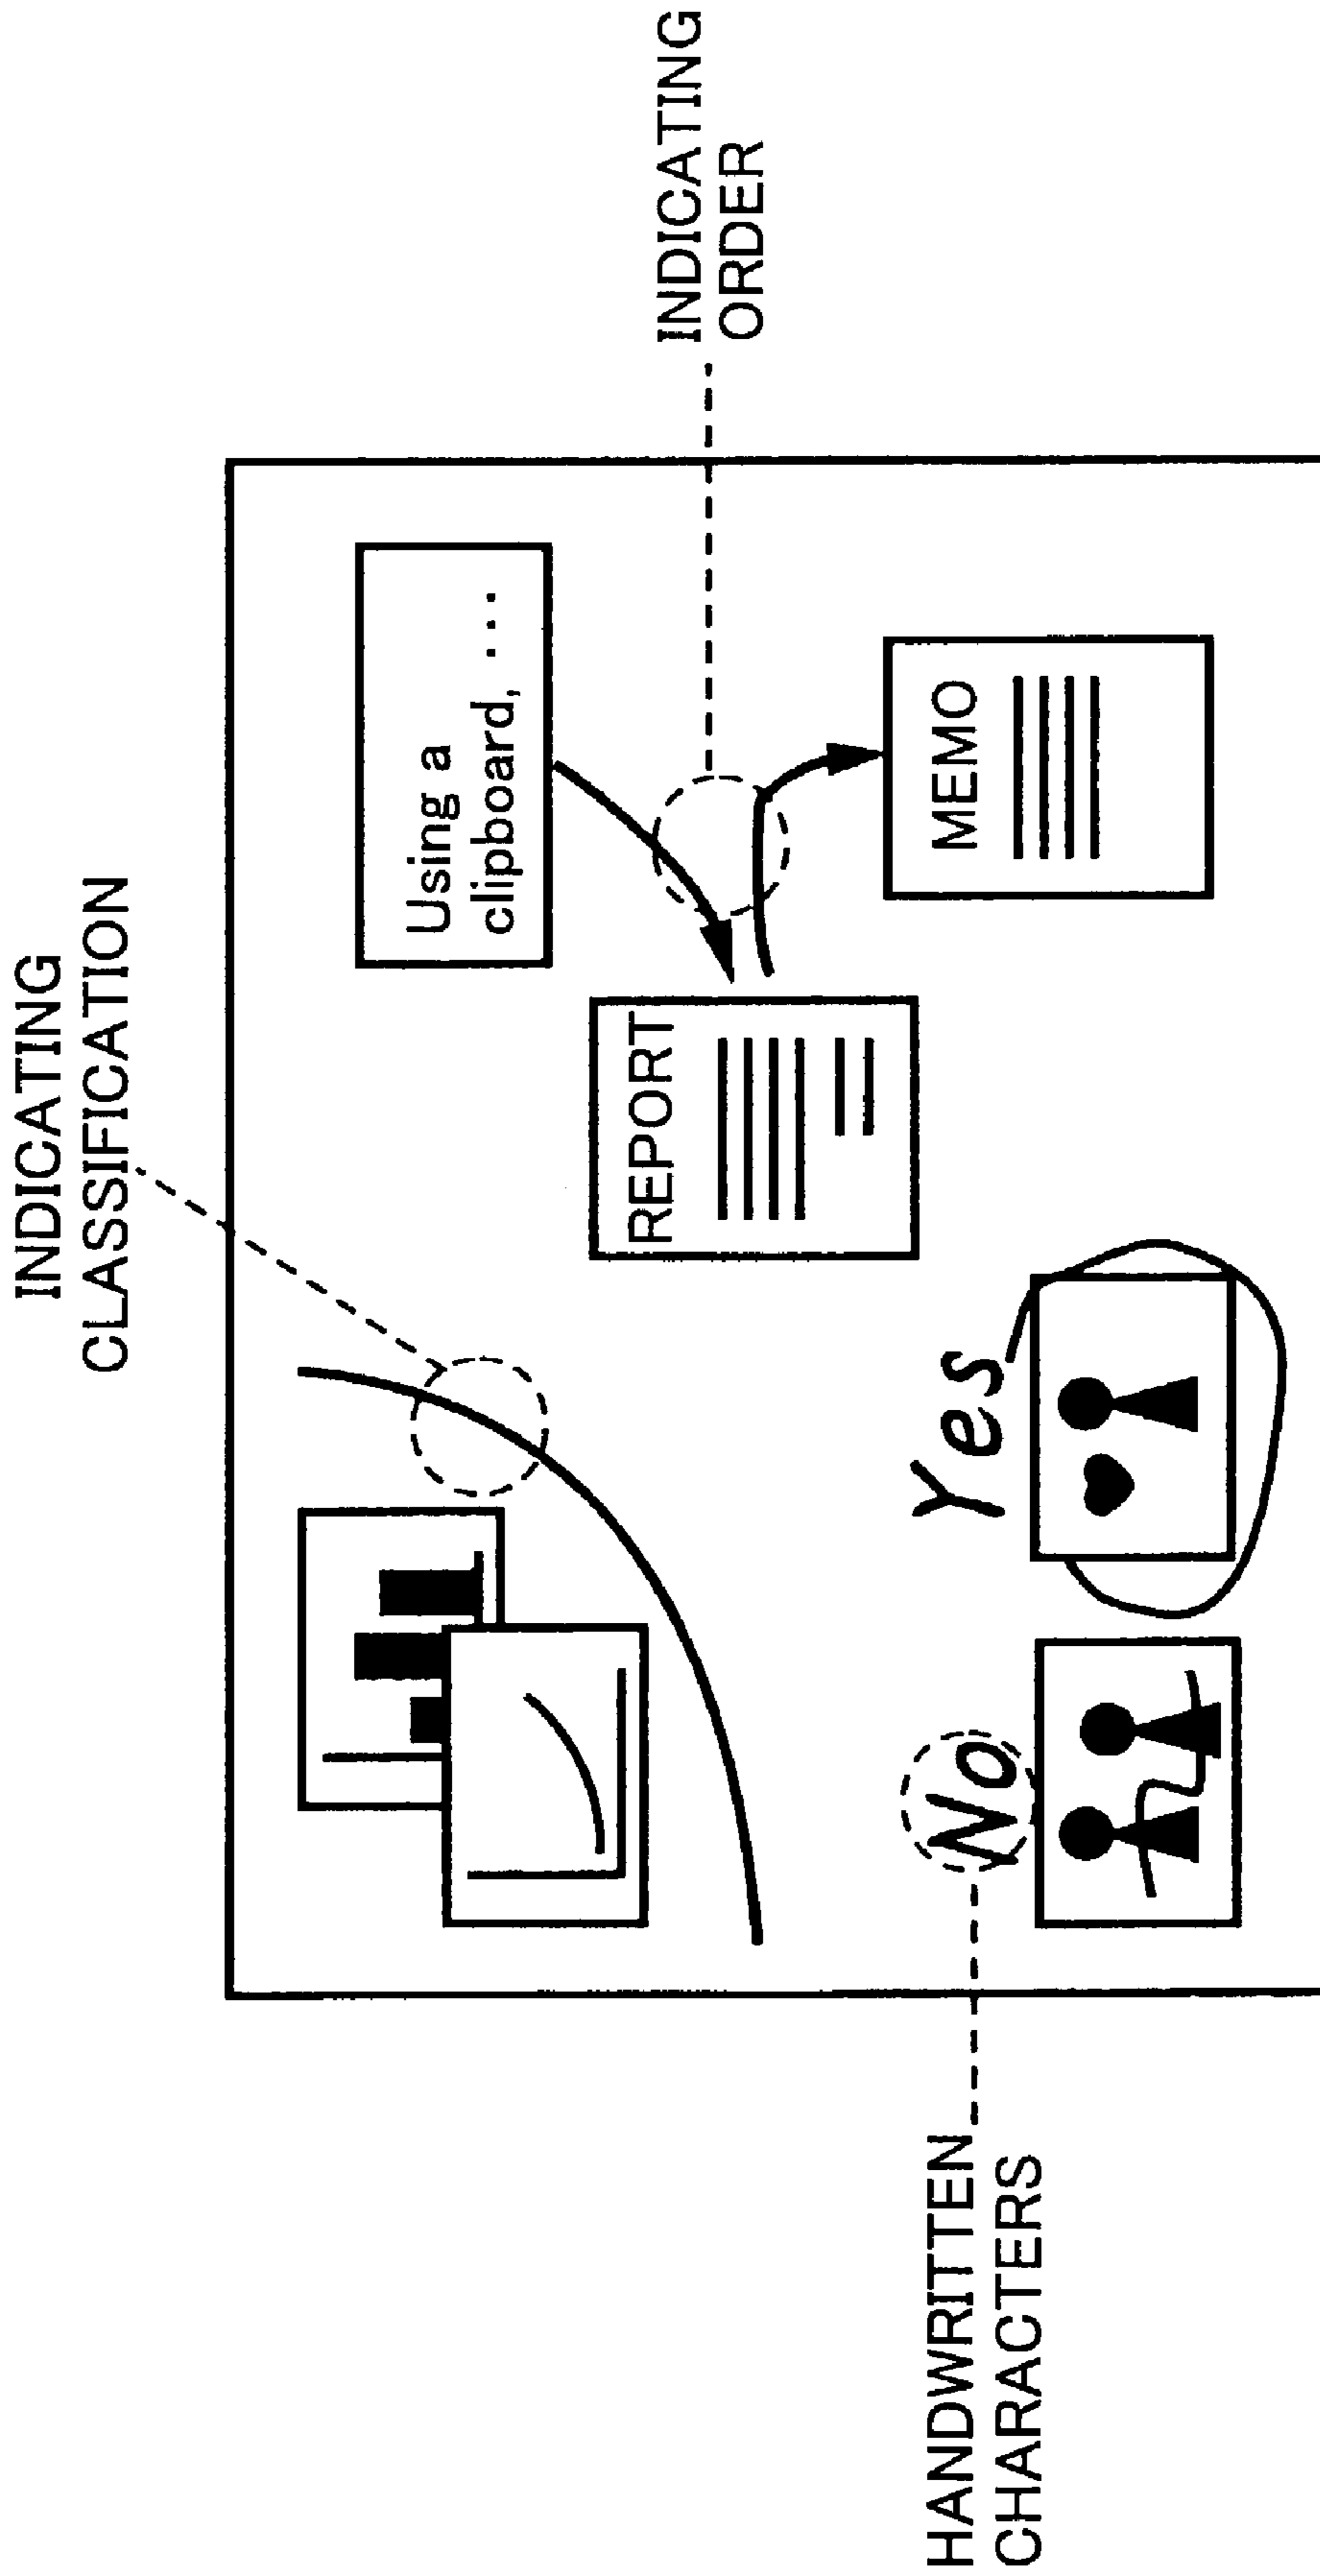 INDICATING
CLASSIFICATION
Using a
clipboard, ...
INDICATING
ORDER
REPORT
MEMO
Yes
No
HANDWRITTEN
CHARACTERS